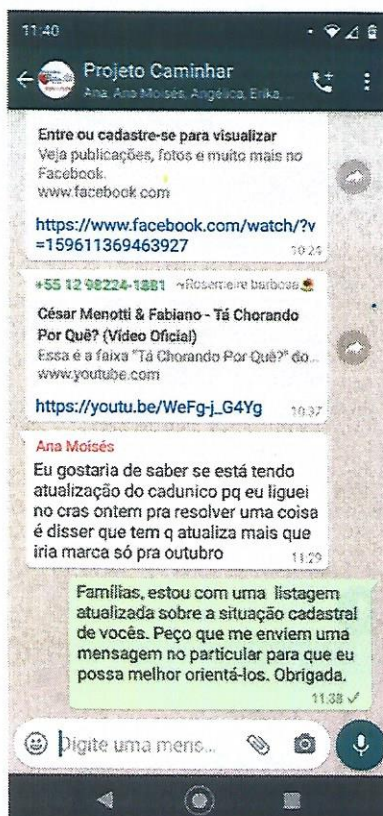 11:40
Projeto Caminhar
Ana, Ana Moisés, Angélica, Erika, ...
Entre ou cadastre-se para visualizar
Veja publicações, fotos e muito mais no
Facebook.
www.facebook.com
https://www.facebook.com/watch/?v
=159611369463927
10:24
+55 12 98224-1881 ~Rosemeire barbosa
César Menotti & Fabiano - Tá Chorando
Por Quê? (Vídeo Oficial)
Essa é a faixa "Tá Chorando Por Quê?" do...
www.youtube.com
https://youtu.be/WeFg-j_G4Yg
10:37
Ana Moisés
Eu gostaria de saber se está tendo
atualização do cadunico pq eu liguei
no cras ontem pra resolver uma coisa
é disser que tem q atualiza mais que
iria marca só pra outubro
11:29
Famílias, estou com uma listagem
atualizada sobre a situação cadastral
de vocês. Peço que me enviem uma
mensagem no particular para que eu
possa melhor orientá-los. Obrigada.
11:38
Digite uma mens...